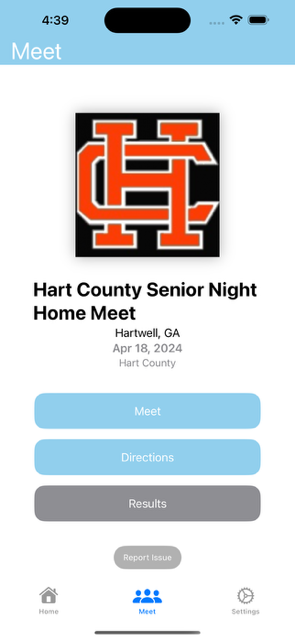 4:39
Meet
HC
Hart County Senior Night
Home Meet
Hartwell, GA
Apr 18, 2024
Hart County
Meet
Directions
Results
Report Issue
Home
Meet
Settings